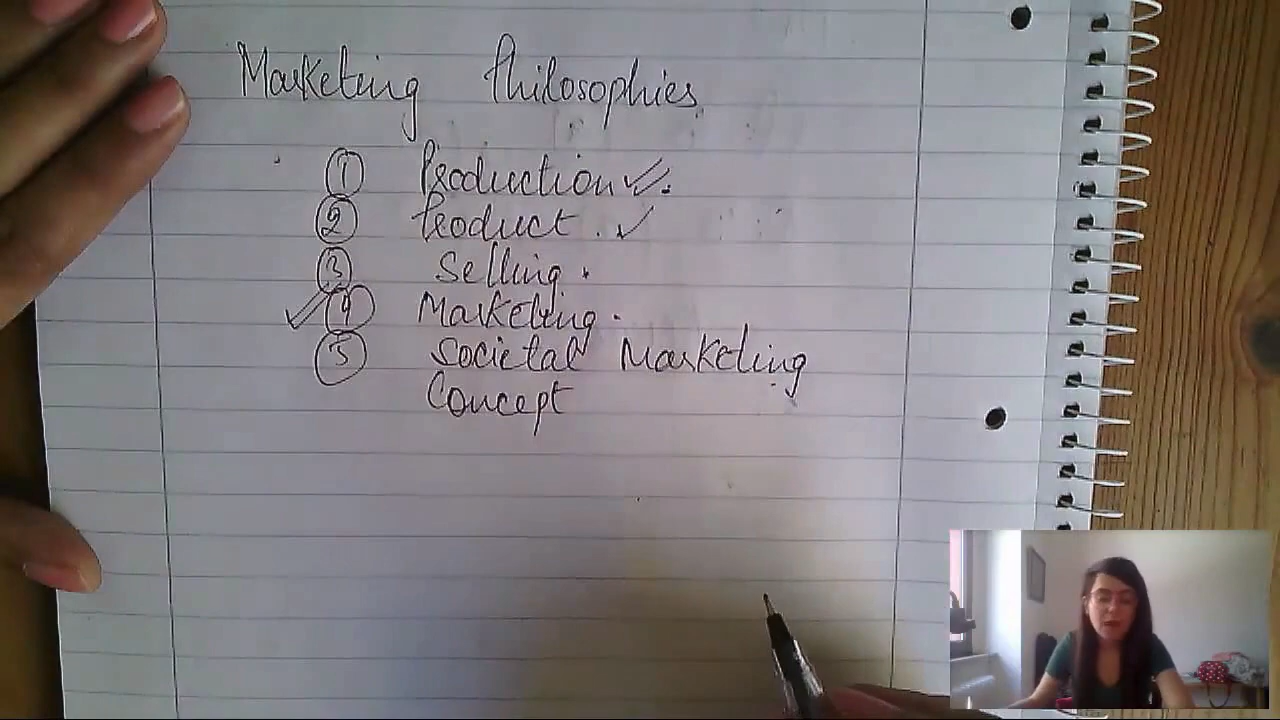 Marketing Philosophies
① Production ✓✓.
② Product . ✓
③ Selling .
✓ ④ Marketing .
⑤ Societal Marketing
Concept